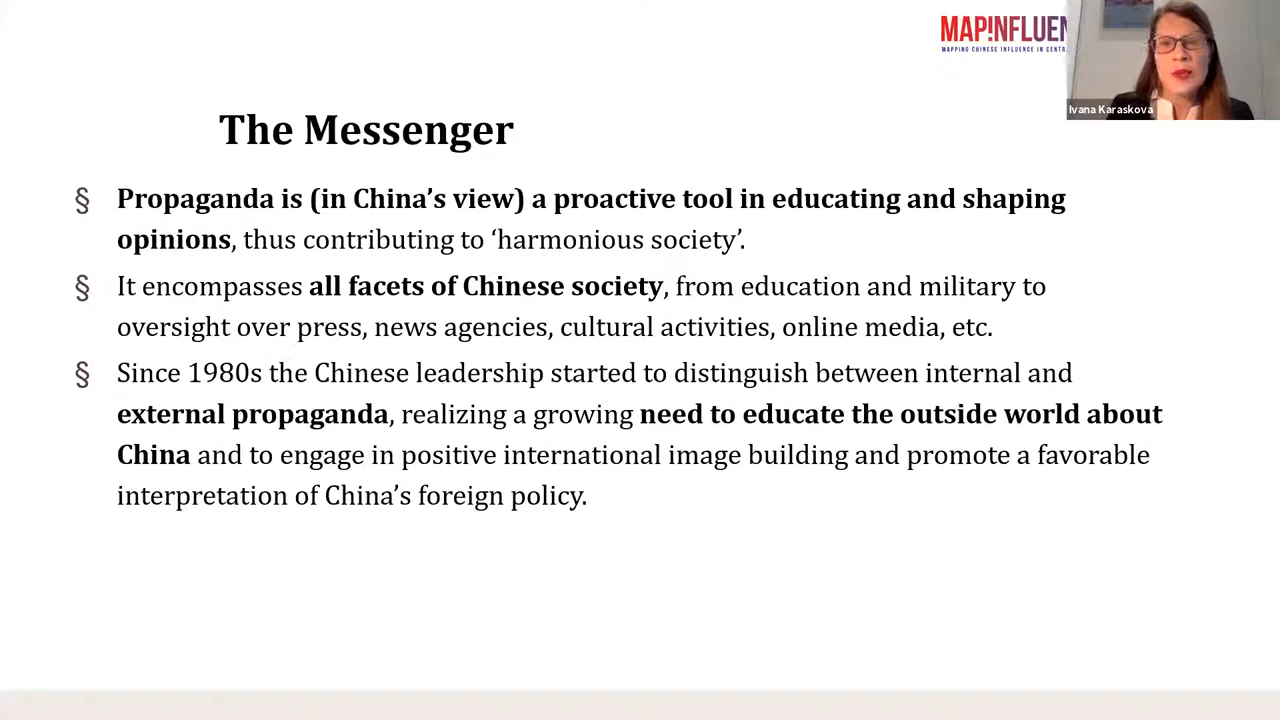 MAP!NFLUEN
MAPPING CHINESE INFLUENCE IN CENTRA
Ivana Karaskova
The Messenger
§ Propaganda is (in China’s view) a proactive tool in educating and shaping
opinions, thus contributing to ‘harmonious society’.
§ It encompasses all facets of Chinese society, from education and military to
oversight over press, news agencies, cultural activities, online media, etc.
§ Since 1980s the Chinese leadership started to distinguish between internal and
external propaganda, realizing a growing need to educate the outside world about
China and to engage in positive international image building and promote a favorable
interpretation of China’s foreign policy.